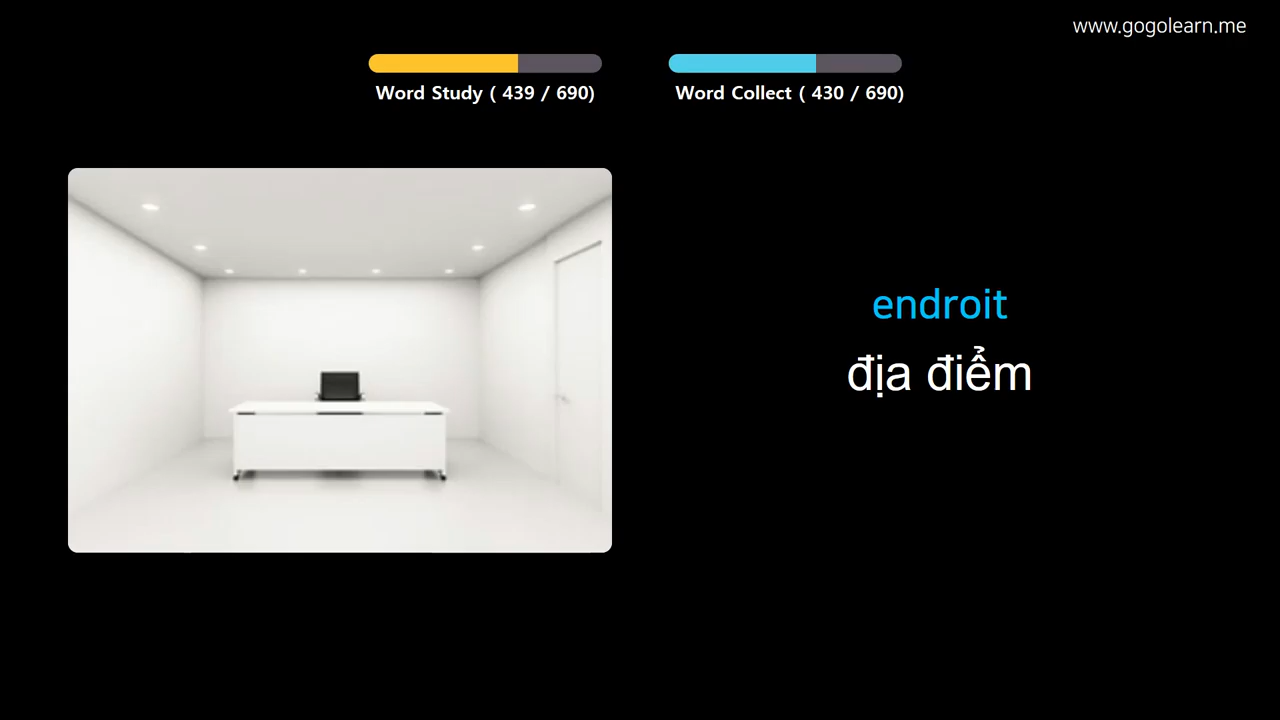 www.gogolearn.me
Word Study ( 439 / 690)
Word Collect ( 430 / 690)
endroit
địa điểm